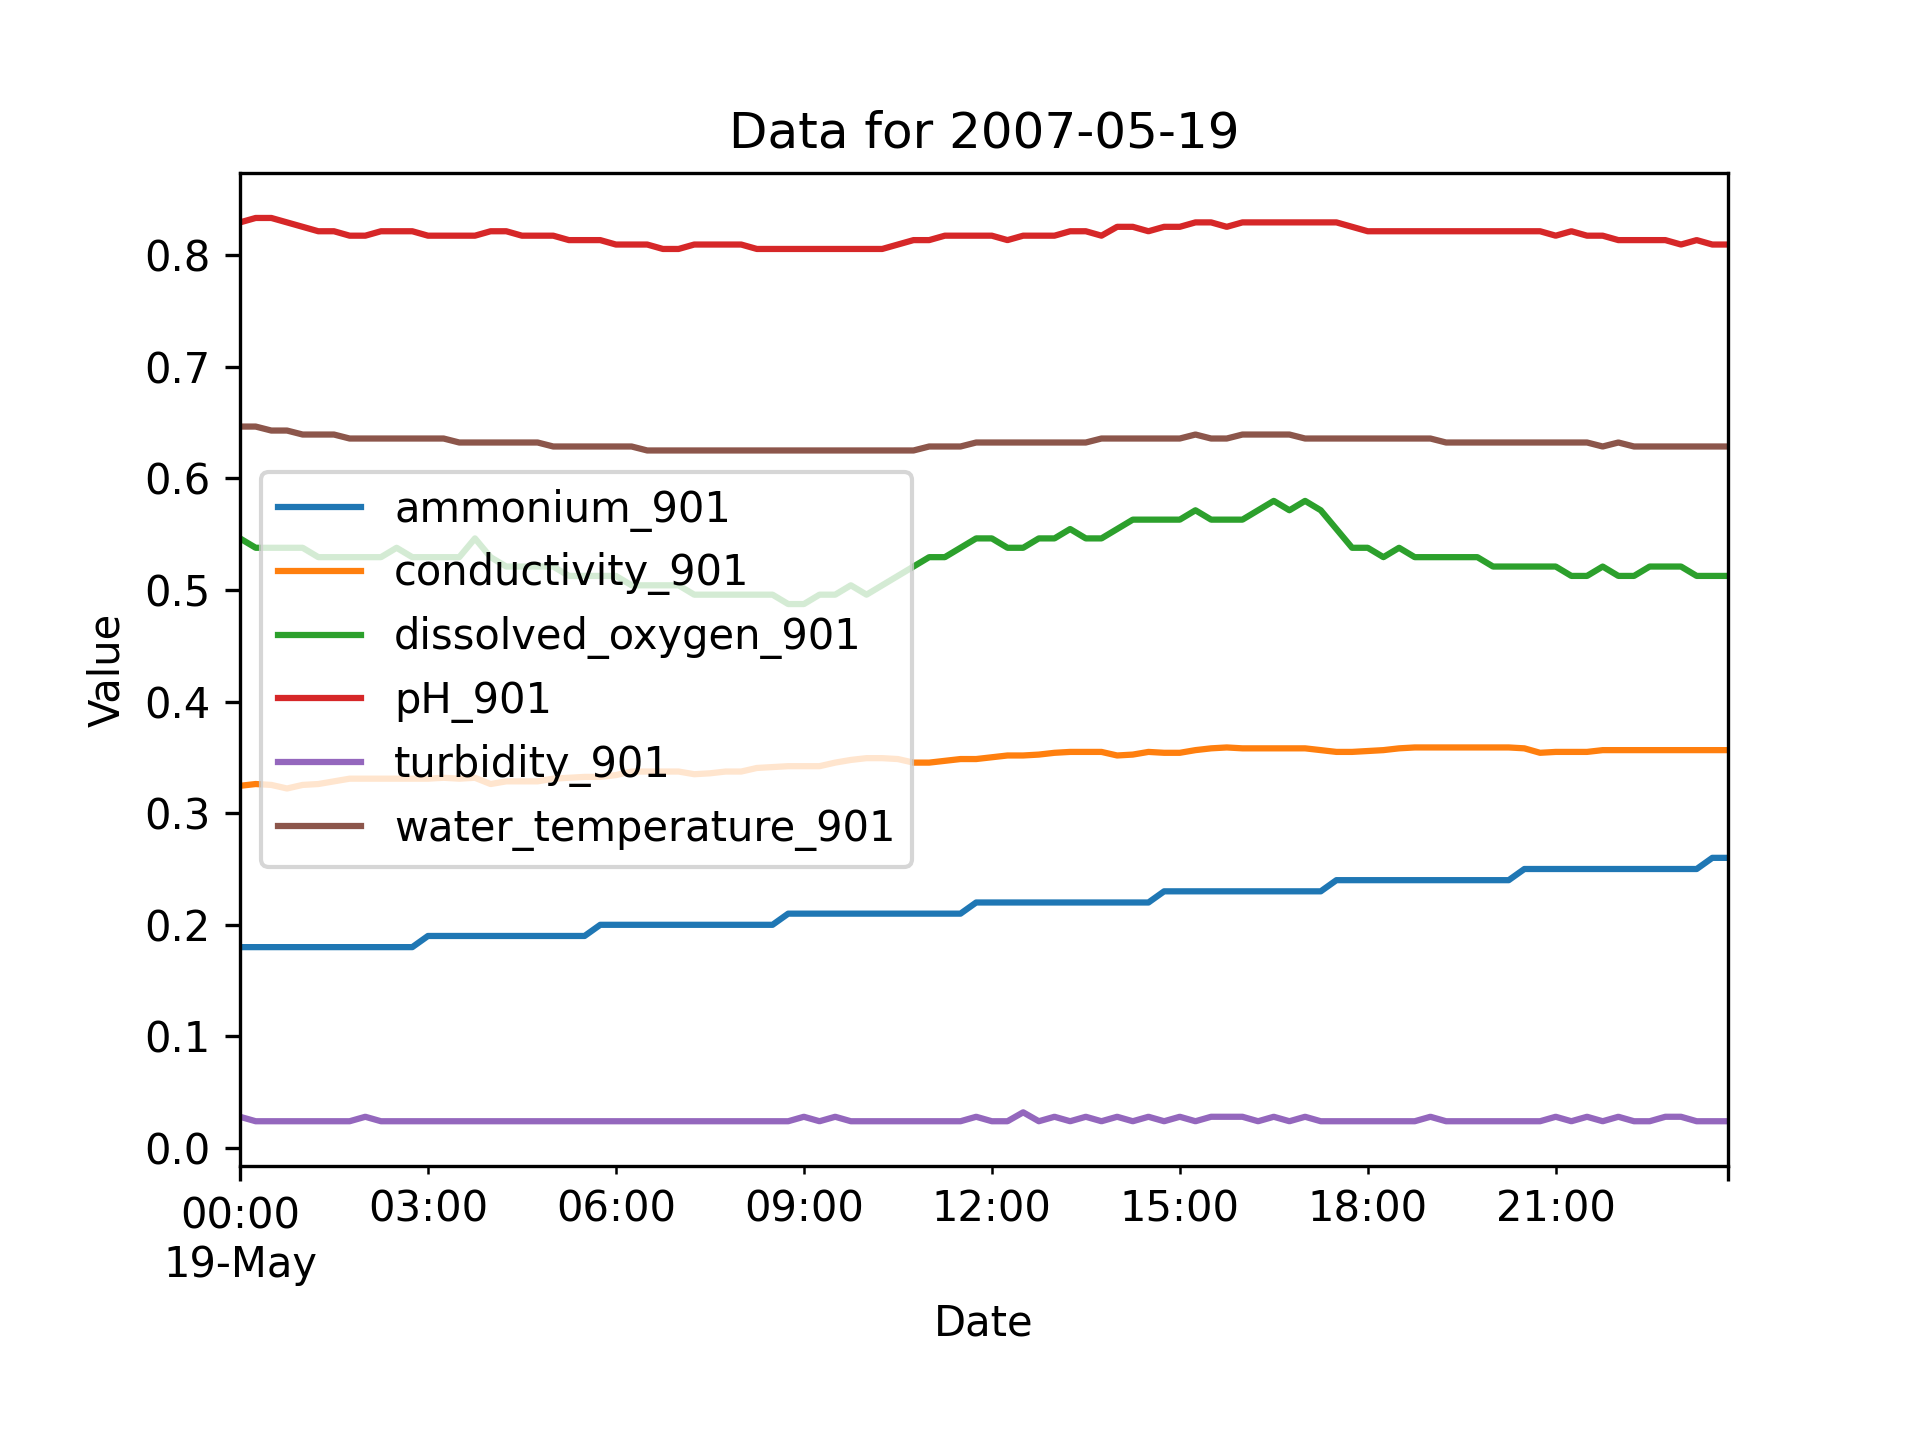 Data for 2007-05-19
Value
0.8
0.7
0.6
0.5
0.4
0.3
0.2
0.1
0.0
ammonium_901
conductivity_901
dissolved_oxygen_901
pH_901
turbidity_901
water_temperature_901
00:00 03:00 06:00 09:00 12:00 15:00 18:00 21:00
19-May
Date